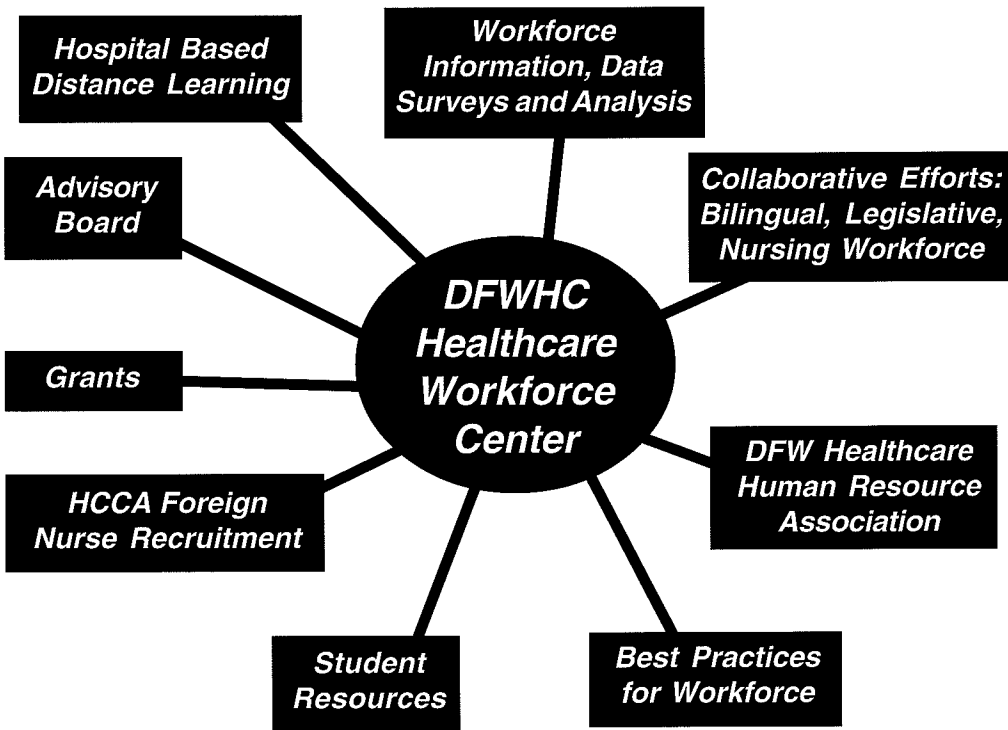 Hospital Based
Distance Learning
Workforce
Information, Data
Surveys and Analysis
Advisory
Board
Collaborative Efforts:
Bilingual, Legislative,
Nursing Workforce
DFWHC
Healthcare
Workforce
Center
Grants
HCCA Foreign
Nurse Recruitment
DFW Healthcare
Human Resource
Association
Student
Resources
Best Practices
for Workforce